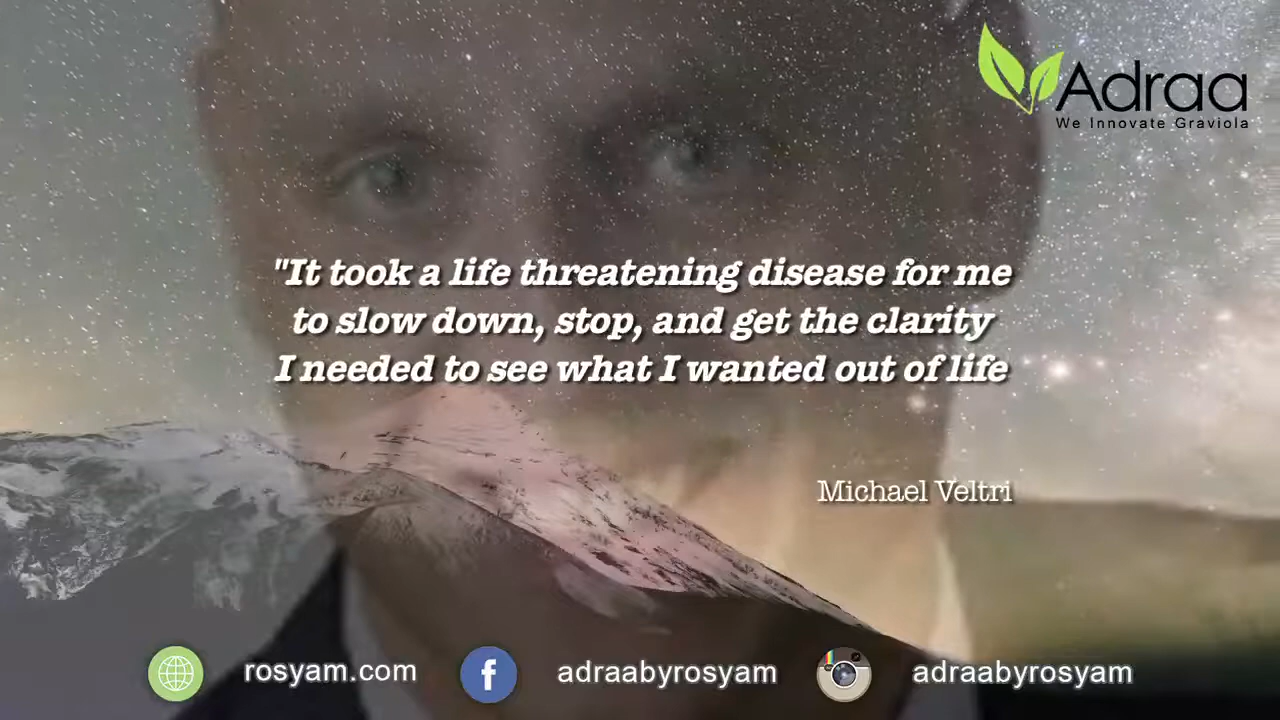 Adraa
We Innovate Graviola
"It took a life threatening disease for me
to slow down, stop, and get the clarity
I needed to see what I wanted out of life
Michael Veltri
rosyam.com
adraabyrosyam
adraabyrosyam